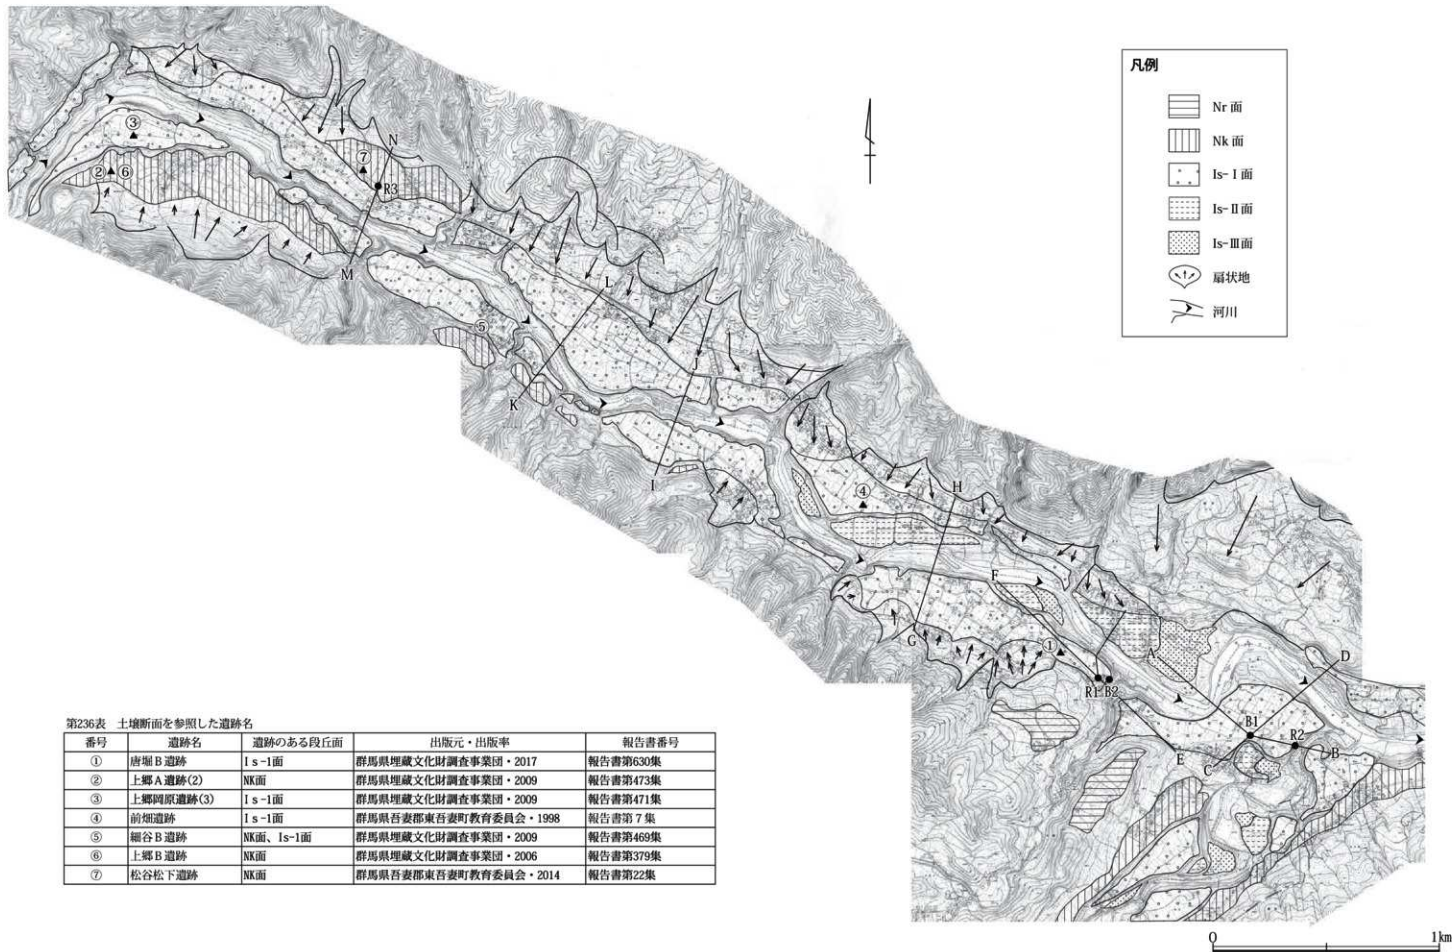 凡例
Nr 面
Nk 面
Is-Ⅰ面
Is-Ⅱ面
Is-Ⅲ面
扇状地
河川
③
②
⑥
⑦
N
R3
M
L
⑤
J
K
I
④
H
F
G
①
A
D
R1
B2
B1
R2
B
E
C
第236表 土壌断面を参照した遺跡名
番号 遺跡名 遺跡のある段丘面 出版元・出版率 報告書番号
① 唐堀B遺跡 Is-1面 群馬県埋蔵文化財調査事業団・2017 報告書第630集
② 上郷A遺跡(2) NK面 群馬県埋蔵文化財調査事業団・2009 報告書第473集
③ 上郷岡原遺跡(3) Is-1面 群馬県埋蔵文化財調査事業団・2009 報告書第471集
④ 前畑遺跡 Is-1面 群馬県吾妻郡東吾妻町教育委員会・1998 報告書第7集
⑤ 細谷B遺跡 NK面、Is-1面 群馬県埋蔵文化財調査事業団・2009 報告書第469集
⑥ 上郷B遺跡 NK面 群馬県埋蔵文化財調査事業団・2006 報告書第379集
⑦ 松谷松下遺跡 NK面 群馬県吾妻郡東吾妻町教育委員会・2014 報告書第22集
0 1km